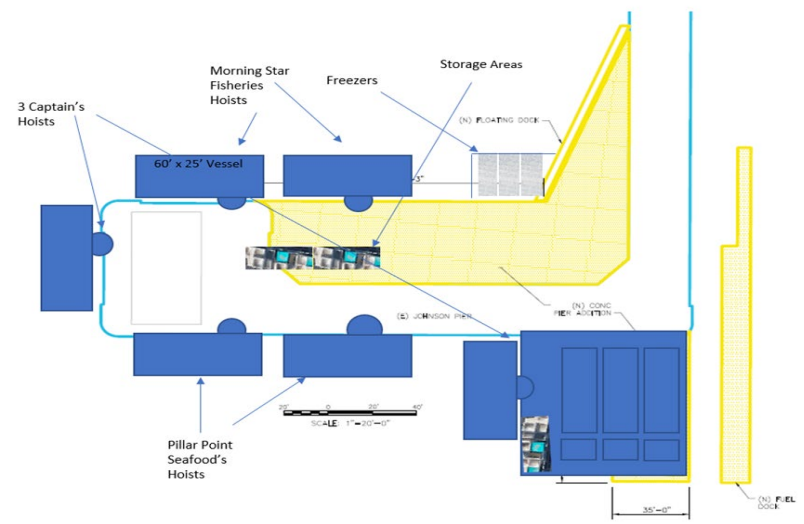 Morning Star
Fisheries
Hoists
Freezers
Storage Areas
3 Captain's
Hoists
(N) FLOATING DOCK
60' x 25' Vessel
3"
(E) JOHNSON PIER
(N) CONC
PIER ADDITION
20' 0 20' 40'
SCALE: 1"-20'-0"
Pillar Point
Seafood's
Hoists
35'-0"
(N) FUEL
DOCK